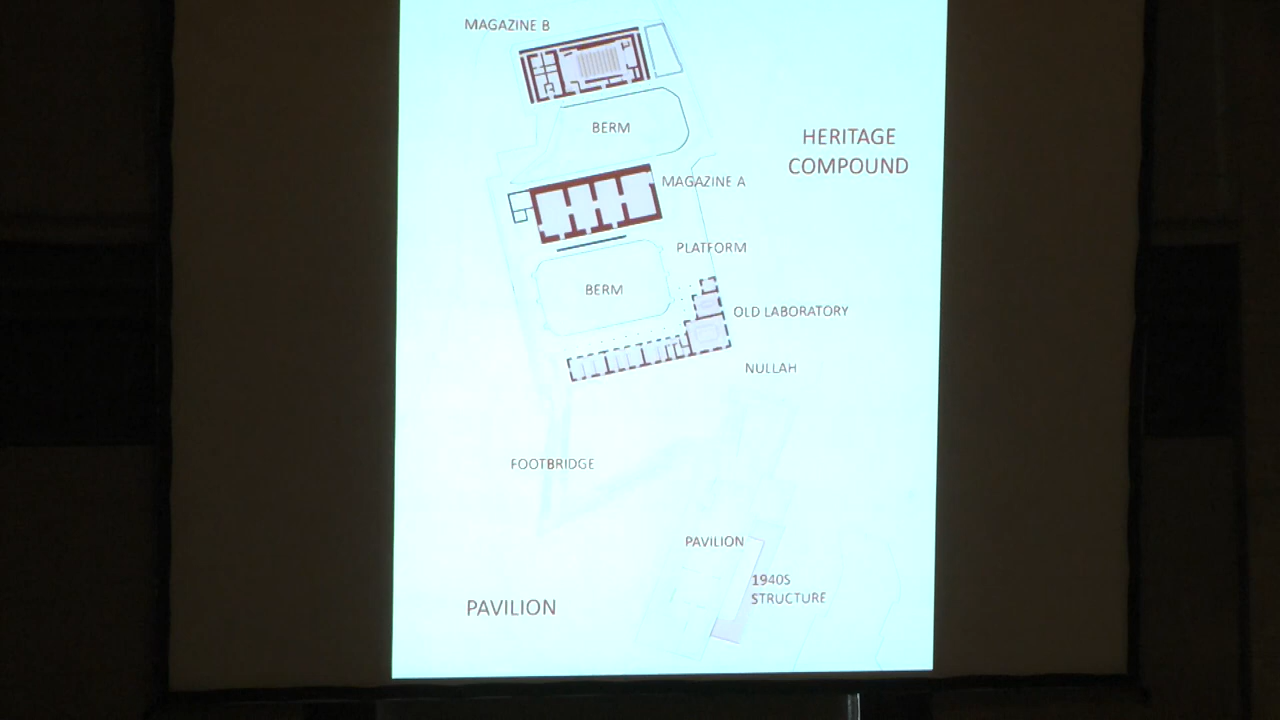 MAGAZINE B
BERM
HERITAGE
COMPOUND
MAGAZINE A
PLATFORM
BERM
OLD LABORATORY
NULLAH
FOOTBRIDGE
PAVILION
1940S
STRUCTURE
PAVILION